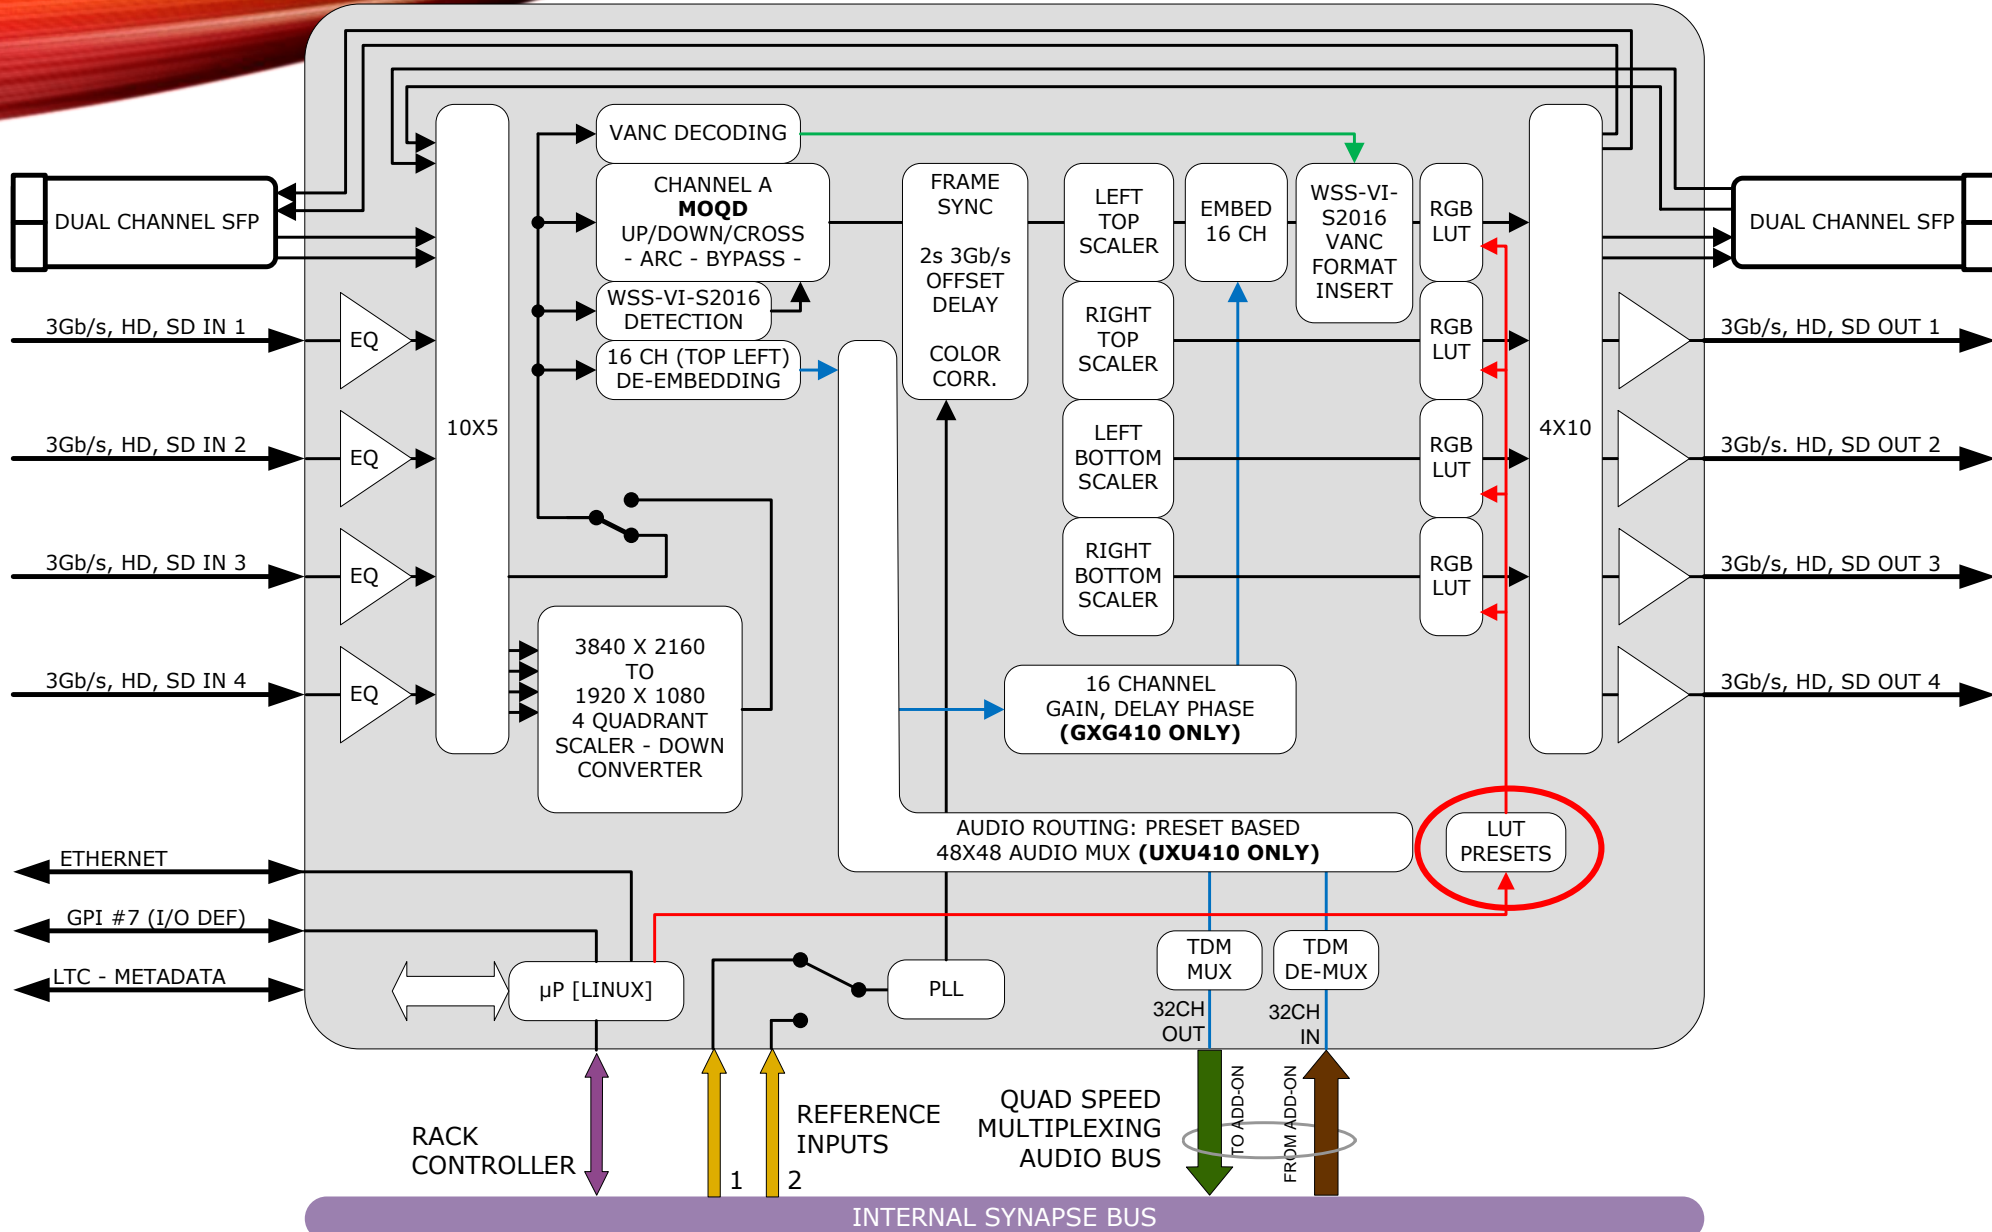 VANC DECODING
CHANNEL A
MOQD
UP/DOWN/CROSS
- ARC - BYPASS -
WSS-VI-S2016
DETECTION
16 CH (TOP LEFT)
DE-EMBEDDING
FRAME
SYNC
2s 3Gb/s
OFFSET
DELAY
COLOR
CORR.
LEFT
TOP
SCALER
RIGHT
TOP
SCALER
LEFT
BOTTOM
SCALER
RIGHT
BOTTOM
SCALER
EMBED
16 CH
WSS-VI-
S2016
VANC
FORMAT
INSERT
RGB
LUT
RGB
LUT
RGB
LUT
RGB
LUT
DUAL CHANNEL SFP
DUAL CHANNEL SFP
3Gb/s, HD, SD IN 1
3Gb/s, HD, SD IN 2
3Gb/s, HD, SD IN 3
3Gb/s, HD, SD IN 4
EQ
EQ
EQ
EQ
10X5
4X10
3Gb/s, HD, SD OUT 1
3Gb/s. HD, SD OUT 2
3Gb/s, HD, SD OUT 3
3Gb/s, HD, SD OUT 4
3840 X 2160
TO
1920 X 1080
4 QUADRANT
SCALER - DOWN
CONVERTER
16 CHANNEL
GAIN, DELAY PHASE
(GXG410 ONLY)
AUDIO ROUTING: PRESET BASED
48X48 AUDIO MUX (UXU410 ONLY)
LUT
PRESETS
ETHERNET
GPI #7 (I/O DEF)
LTC - METADATA
µP [LINUX]
PLL
TDM
MUX
TDM
DE-MUX
32CH
OUT
32CH
IN
RACK
CONTROLLER
REFERENCE
INPUTS
1
2
QUAD SPEED
MULTIPLEXING
AUDIO BUS
TO ADD-ON
FROM ADD-ON
INTERNAL SYNAPSE BUS